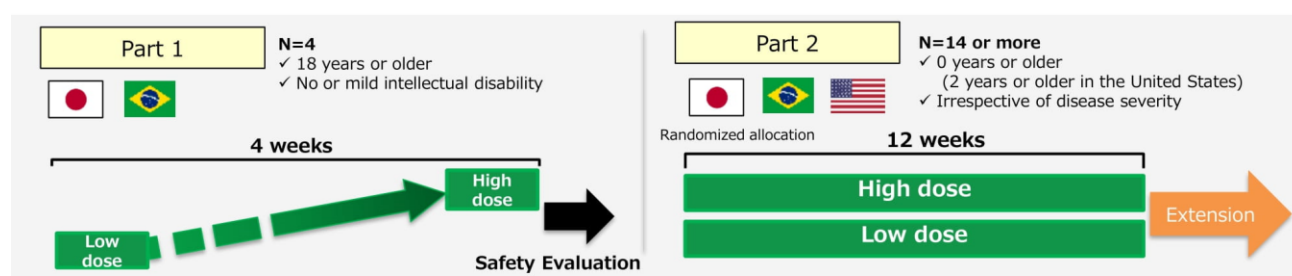 Part 1
N=4
✓ 18 years or older
✓ No or mild intellectual disability
4 weeks
Low
dose
High
dose
Safety Evaluation
Part 2
N=14 or more
✓ 0 years or older
(2 years or older in the United States)
✓ Irrespective of disease severity
Randomized allocation
12 weeks
High dose
Low dose
Extension